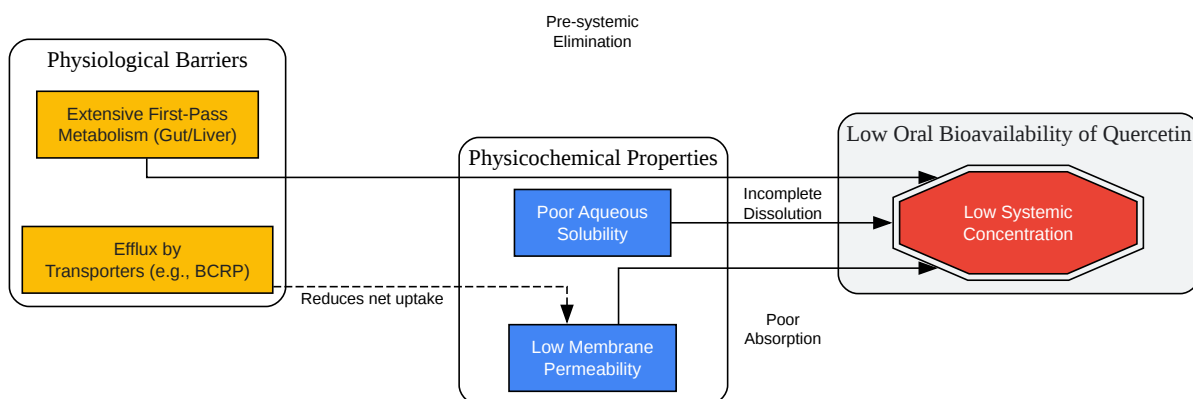 Pre-systemic
Elimination
Physiological Barriers
Extensive First-Pass
Metabolism (Gut/Liver)
Efflux by
Transporters (e.g., BCRP)
Reduces net uptake
Physicochemical Properties
Poor Aqueous
Solubility
Low Membrane
Permeability
Incomplete
Dissolution
Poor
Absorption
Low Oral Bioavailability of Quercetin
Low Systemic
Concentration